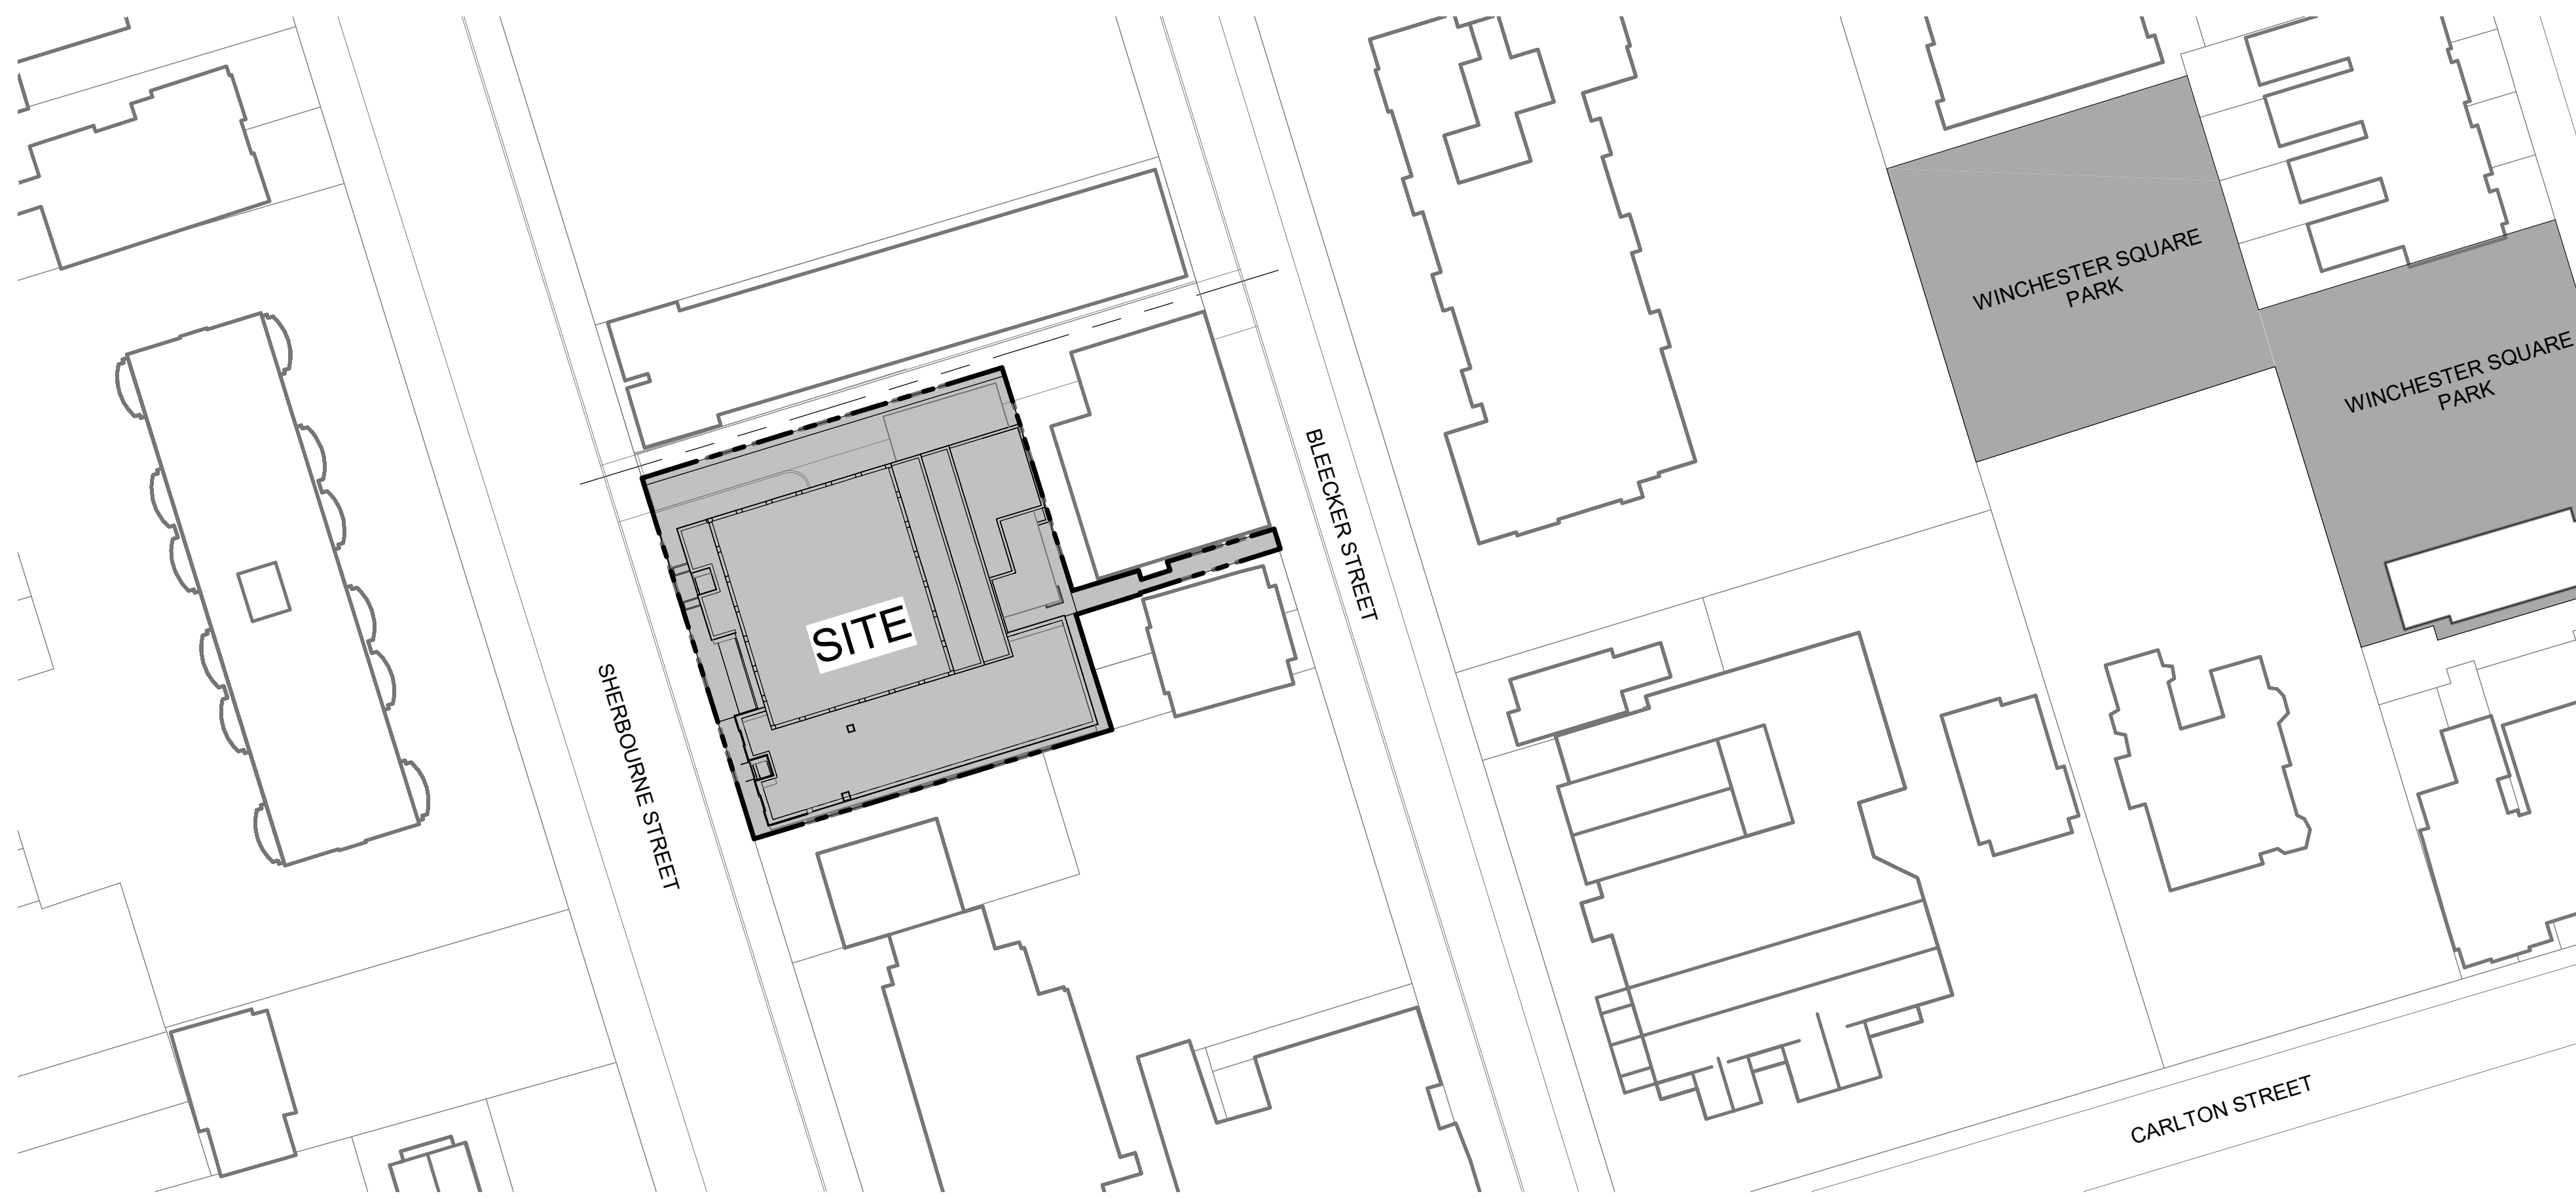 WINCHESTER SQUARE
PARK
WINCHESTER SQUARE
PARK
BLEECKER STREET
SITE
SHERBOURNE STREET
CARLTON STREET